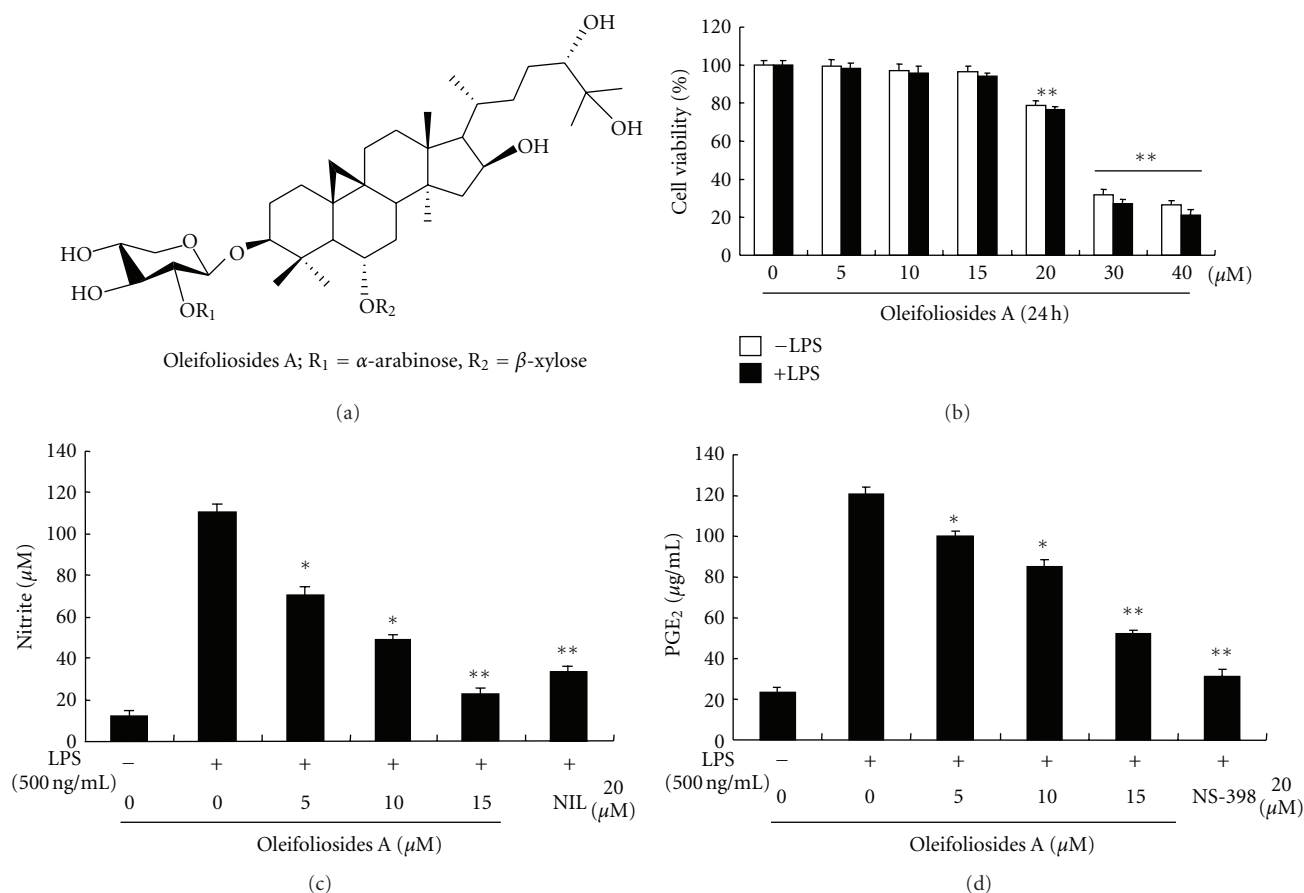 OH
OH
OH
HO
O
O
HO
OR₁
OR₂
Oleifoliosides A; R₁ = α-arabinose, R₂ = β-xylose
(a)
Cell viability (%)
120
100
80
60
40
20
0
**
**
0 5 10 15 20 30 40 (μM)
Oleifoliosides A (24 h)
−LPS
+LPS
(b)
Nitrite (μM)
140
120
100
80
60
40
20
0
*
*
**
**
LPS − + + + + +
(500 ng/mL)
0 0 5 10 15 NIL 20 (μM)
Oleifoliosides A (μM)
(c)
PGE₂ (μg/mL)
140
120
100
80
60
40
20
0
*
*
**
**
LPS − + + + + +
(500 ng/mL)
0 0 5 10 15 NS-398 20 (μM)
Oleifoliosides A (μM)
(d)